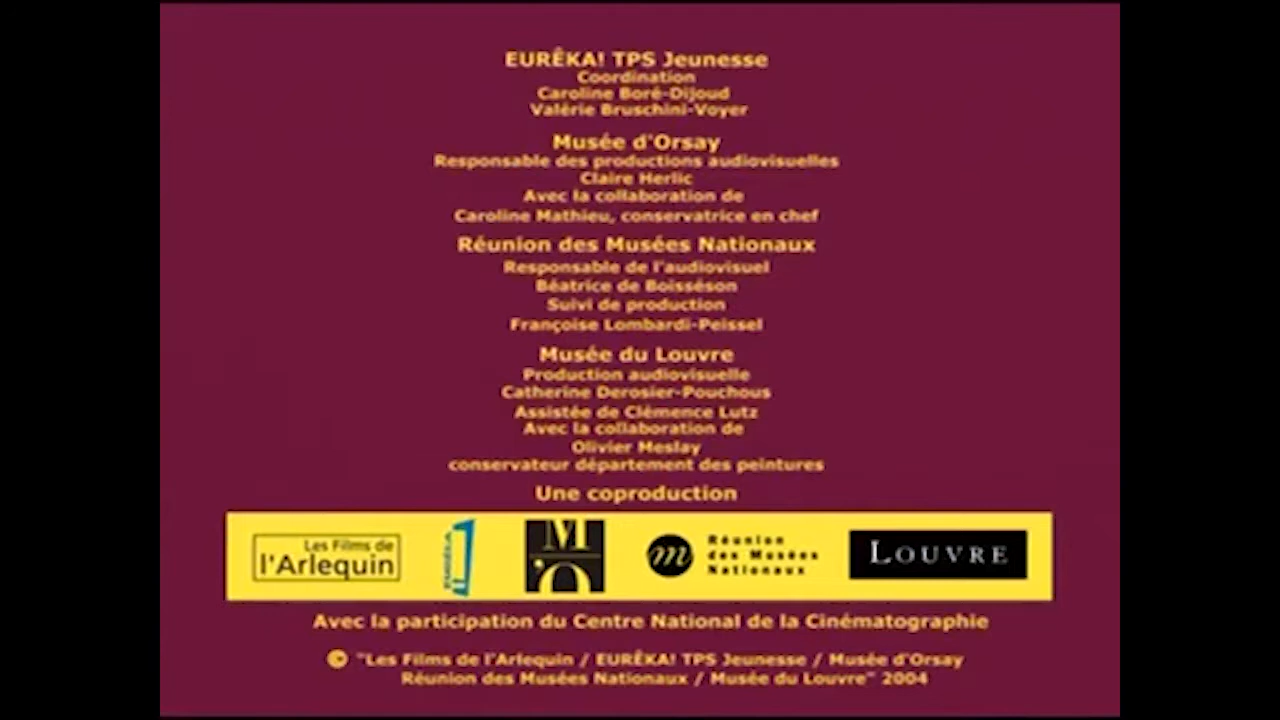 EURÊKA! TPS Jeunesse
Coordination
Caroline Boré-Dijoud
Valérie Bruschini-Voyer
Musée d'Orsay
Responsable des productions audiovisuelles
Claire Herlic
Avec la collaboration de
Caroline Mathieu, conservatrice en chef
Réunion des Musées Nationaux
Responsable de l'audiovisuel
Béatrice de Boisséson
Suivi de production
Françoise Lombardi-Peissel
Musée du Louvre
Production audiovisuelle
Catherine Derosier-Pouchous
Assistée de Clémence Lutz
Avec la collaboration de
Olivier Meslay
conservateur département des peintures
Une coproduction
Les Films de
l'Arlequin
EURÊKA
M
'O
m
Réunion
des Musées
Nationaux
LOUVRE
Avec la participation du Centre National de la Cinématographie
© "Les Films de l'Arlequin / EURÊKA! TPS Jeunesse / Musée d'Orsay
Réunion des Musées Nationaux / Musée du Louvre" 2004